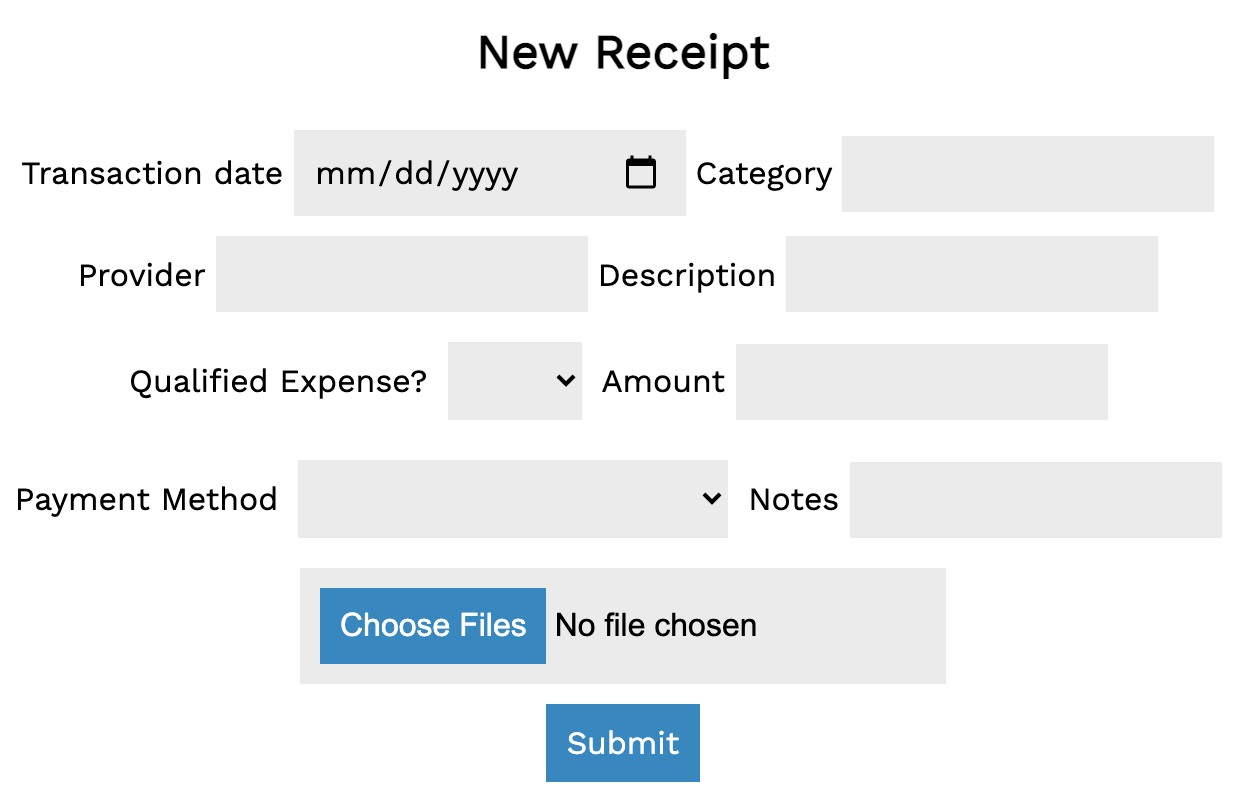 New Receipt
Transaction date mm/dd/yyyy Category
Provider Description
Qualified Expense? Amount
Payment Method Notes
Choose Files No file chosen
Submit